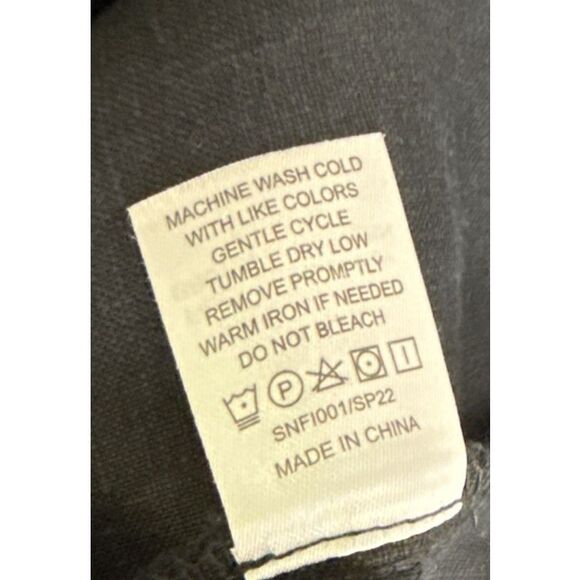 MACHINE WASH COLD
WITH LIKE COLORS
GENTLE CYCLE
TUMBLE DRY LOW
REMOVE PROMPTLY
WARM IRON IF NEEDED
DO NOT BLEACH
P
SNFI001/SP22
MADE IN CHINA